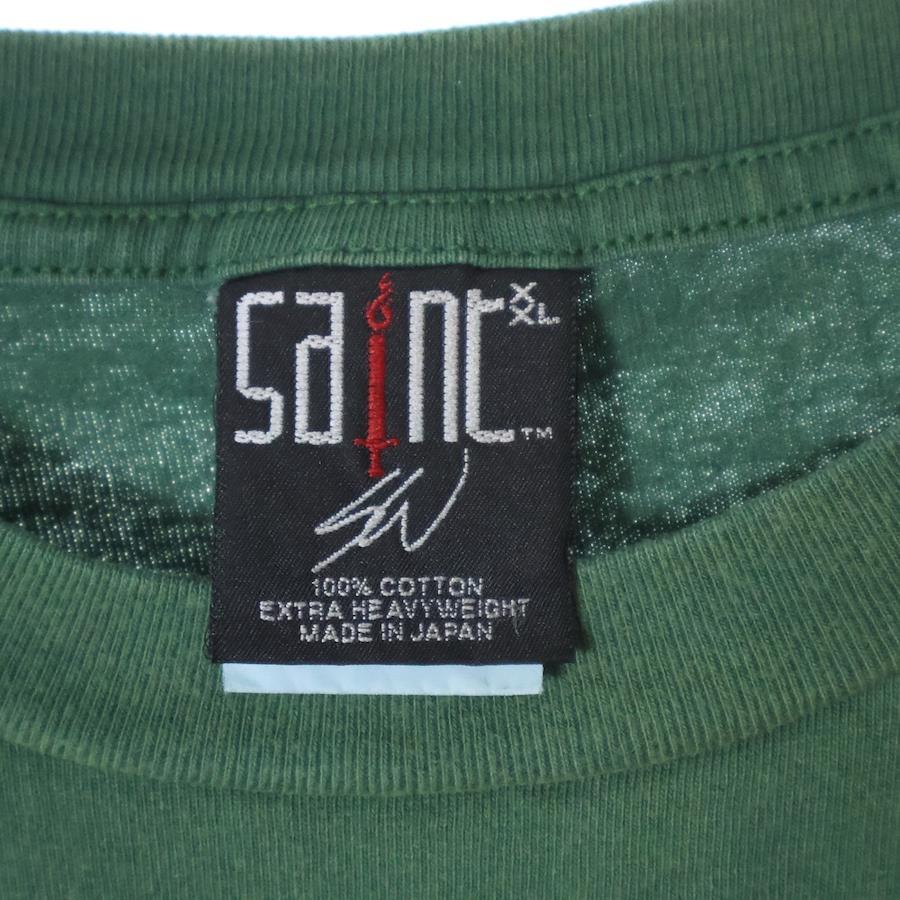 saint XXL
™
100% COTTON
EXTRA HEAVYWEIGHT
MADE IN JAPAN